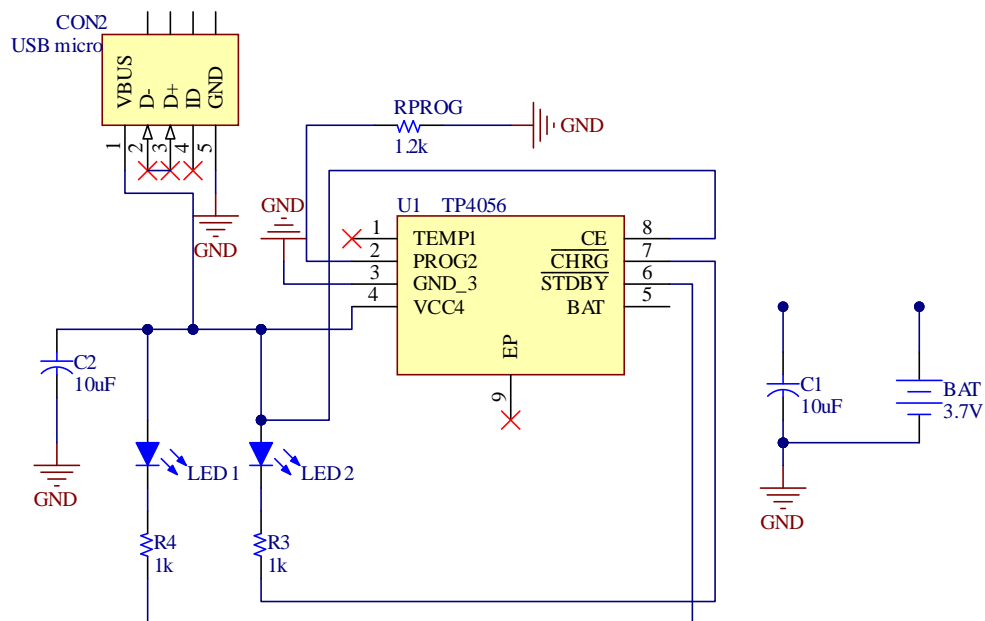 CON2
USB micro
VBUS
D-
D+
ID
GND
1
2
3
4
5
GND
RPROG
1.2k
GND
GND
U1 TP4056
1 TEMP1
2 PROG2
3 GND_3
4 VCC4
CE 8
CHRG 7
STDBY 6
BAT 5
EP
9
C2
10uF
GND
LED1
LED2
R4
1k
R3
1k
C1
10uF
BAT
3.7V
GND